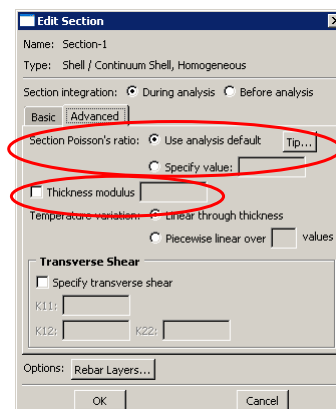 Edit Section
Name: Section-1
Type: Shell / Continuum Shell, Homogeneous
Section integration: During analysis Before analysis
Basic Advanced
Section Poisson's ratio: Use analysis default Tip...
Specify value:
Thickness modulus
Temperature variation: Linear through thickness
Piecewise linear over values
Transverse Shear
Specify transverse shear
K11:
K12: K22:
Options: Rebar Layers...
OK Cancel